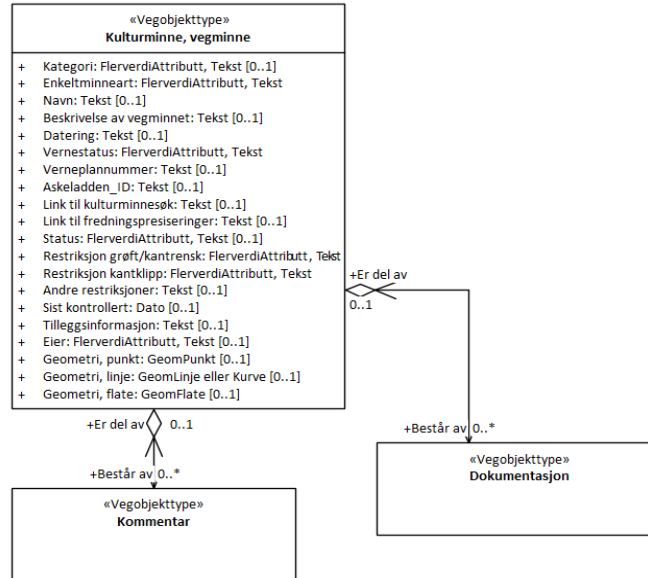 «Vegobjekttype»
Kulturminne, vegminne
+ Kategori: FlerverdiAttributt, Tekst [0..1]
+ Enkeltminneart: FlerverdiAttributt, Tekst
+ Navn: Tekst [0..1]
+ Beskrivelse av vegminnet: Tekst [0..1]
+ Datering: Tekst [0..1]
+ Vernestatus: FlerverdiAttributt, Tekst
+ Verneplannummer: Tekst [0..1]
+ Askeladden_ID: Tekst [0..1]
+ Link til kulturminnesøk: Tekst [0..1]
+ Link til fredningspresiseringer: Tekst [0..1]
+ Status: FlerverdiAttributt, Tekst [0..1]
+ Restriksjon grøft/kantrensk: FlerverdiAttributt, Tekst
+ Restriksjon kantklipp: FlerverdiAttributt, Tekst
+ Andre restriksjoner: Tekst [0..1]
+ Sist kontrollert: Dato [0..1]
+ Tilleggsinformasjon: Tekst [0..1]
+ Eier: FlerverdiAttributt, Tekst [0..1]
+ Geometri, punkt: GeomPunkt [0..1]
+ Geometri, linje: GeomLinje eller Kurve [0..1]
+ Geometri, flate: GeomFlate [0..1]
+Er del av
0..1
+Består av 0..*
«Vegobjekttype»
Dokumentasjon
+Er del av 0..1
+Består av 0..*
«Vegobjekttype»
Kommentar